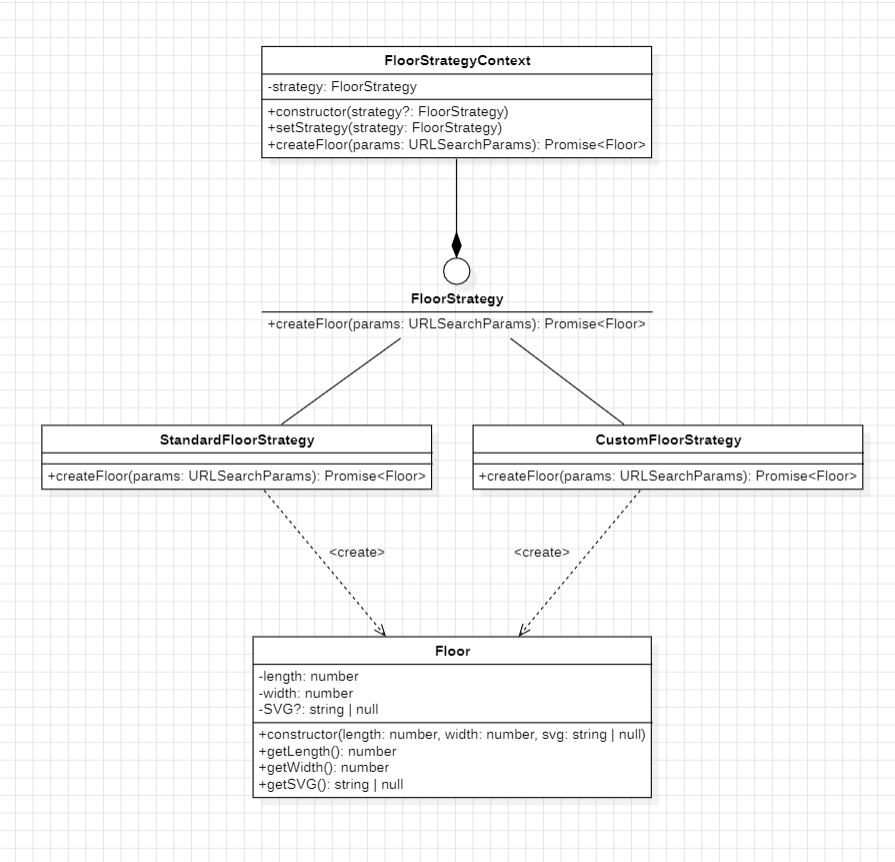 FloorStrategyContext
-strategy: FloorStrategy
+constructor(strategy?: FloorStrategy)
+setStrategy(strategy: FloorStrategy)
+createFloor(params: URLSearchParams): Promise<Floor>
FloorStrategy
+createFloor(params: URLSearchParams): Promise<Floor>
StandardFloorStrategy
+createFloor(params: URLSearchParams): Promise<Floor>
CustomFloorStrategy
+createFloor(params: URLSearchParams): Promise<Floor>
<create>
<create>
Floor
-length: number
-width: number
-SVG?: string | null
+constructor(length: number, width: number, svg: string | null)
+getLength(): number
+getWidth(): number
+getSVG(): string | null